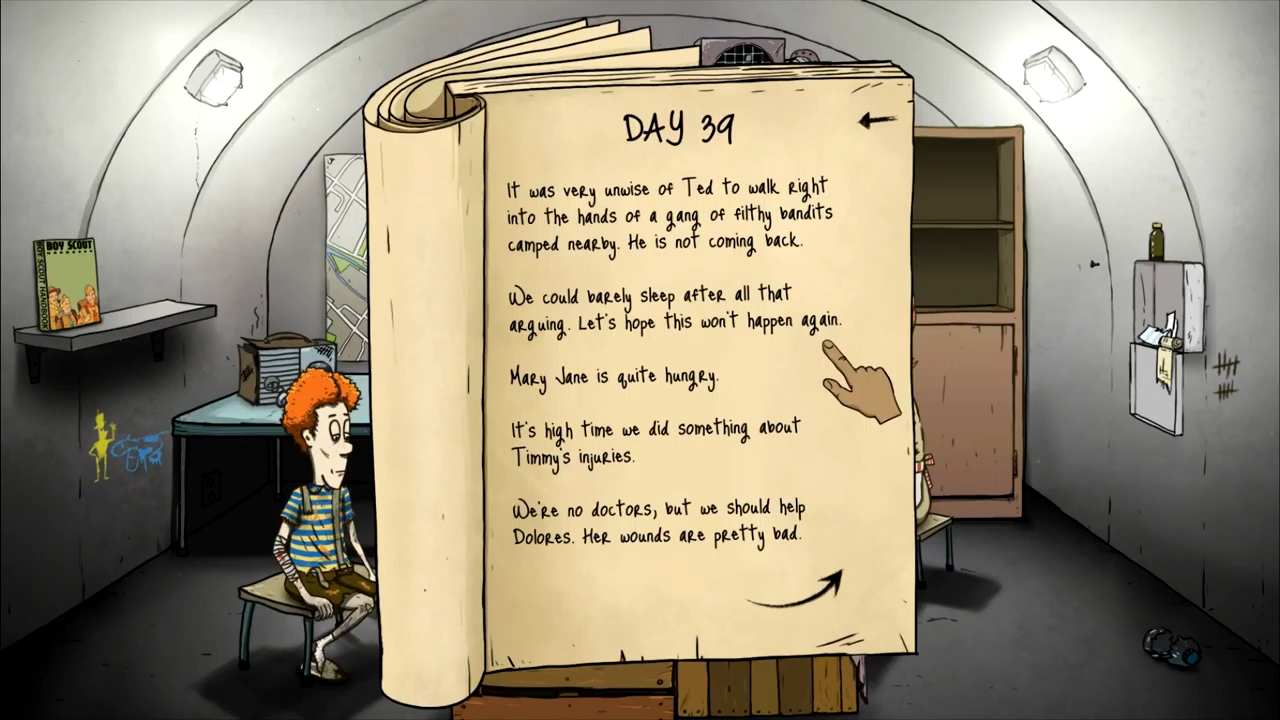 DAY 39
It was very unwise of Ted to walk right
into the hands of a gang of filthy bandits
camped nearby. He is not coming back.
We could barely sleep after all that
arguing. Let's hope this won't happen again.
Mary Jane is quite hungry.
It's high time we did something about
Timmy's injuries.
We're no doctors, but we should help
Dolores. Her wounds are pretty bad.
BOY SCOUT
BOY SCOUT HANDBOOK